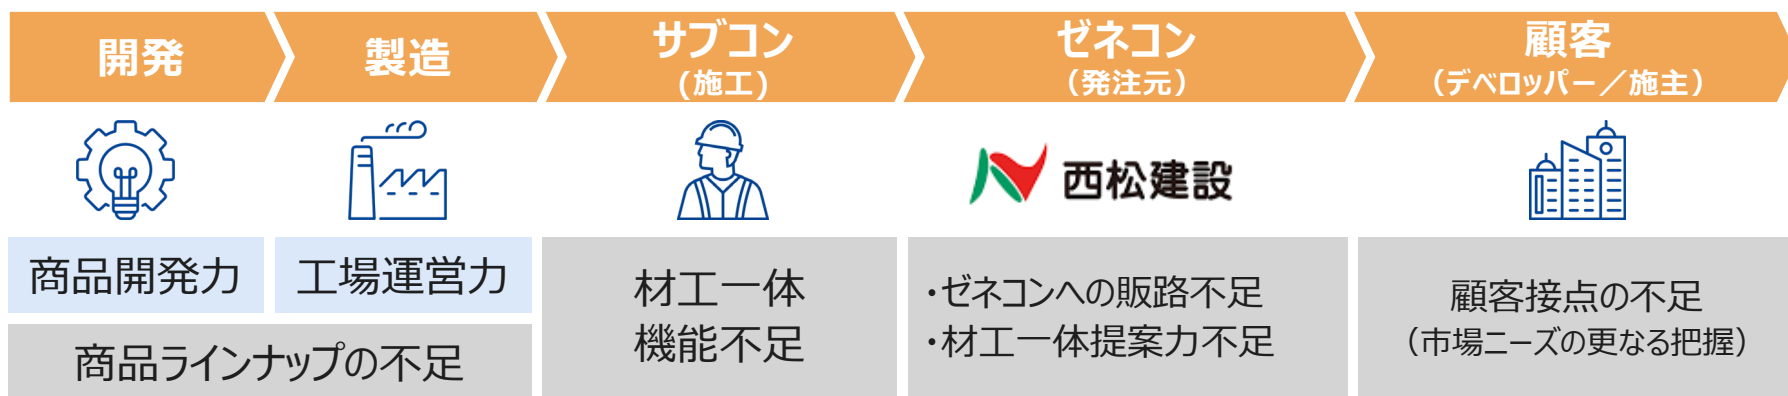 開発
製造
サブコン
(施工)
ゼネコン
（発注元）
顧客
（デベロッパー／施主）
西松建設
商品開発力
工場運営力
商品ラインナップの不足
材工一体
機能不足
・ゼネコンへの販路不足
・材工一体提案力不足
顧客接点の不足
（市場ニーズの更なる把握）